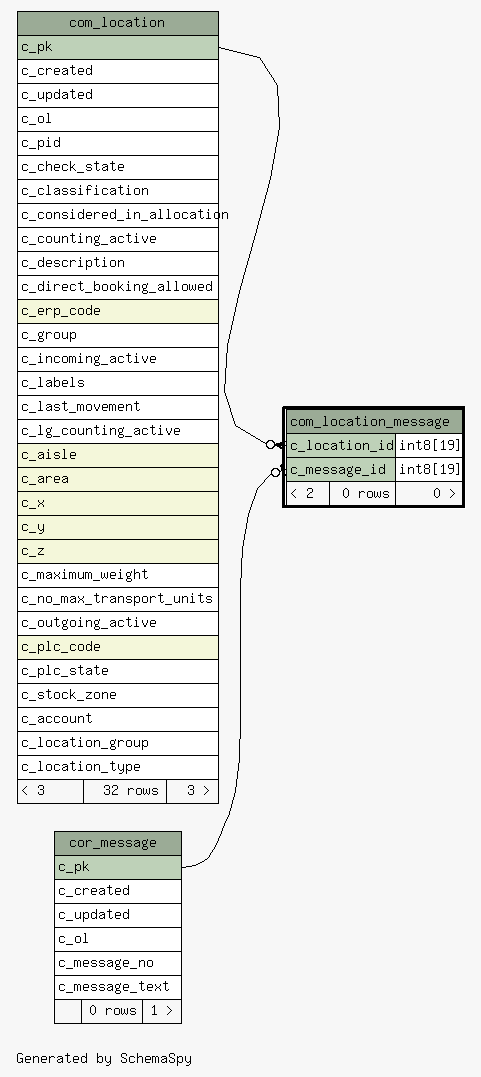 com_location
c_pk
c_created
c_updated
c_ol
c_pid
c_check_state
c_classification
c_considered_in_allocation
c_counting_active
c_description
c_direct_booking_allowed
c_erp_code
c_group
c_incoming_active
c_labels
c_last_movement
c_lg_counting_active
c_aisle
c_area
c_x
c_y
c_z
c_maximum_weight
c_no_max_transport_units
c_outgoing_active
c_plc_code
c_plc_state
c_stock_zone
c_account
c_location_group
c_location_type
< 3 32 rows 3 >
com_location_message
c_location_id int8[19]
c_message_id int8[19]
< 2 0 rows 0 >
cor_message
c_pk
c_created
c_updated
c_ol
c_message_no
c_message_text
0 rows 1 >
Generated by SchemaSpy